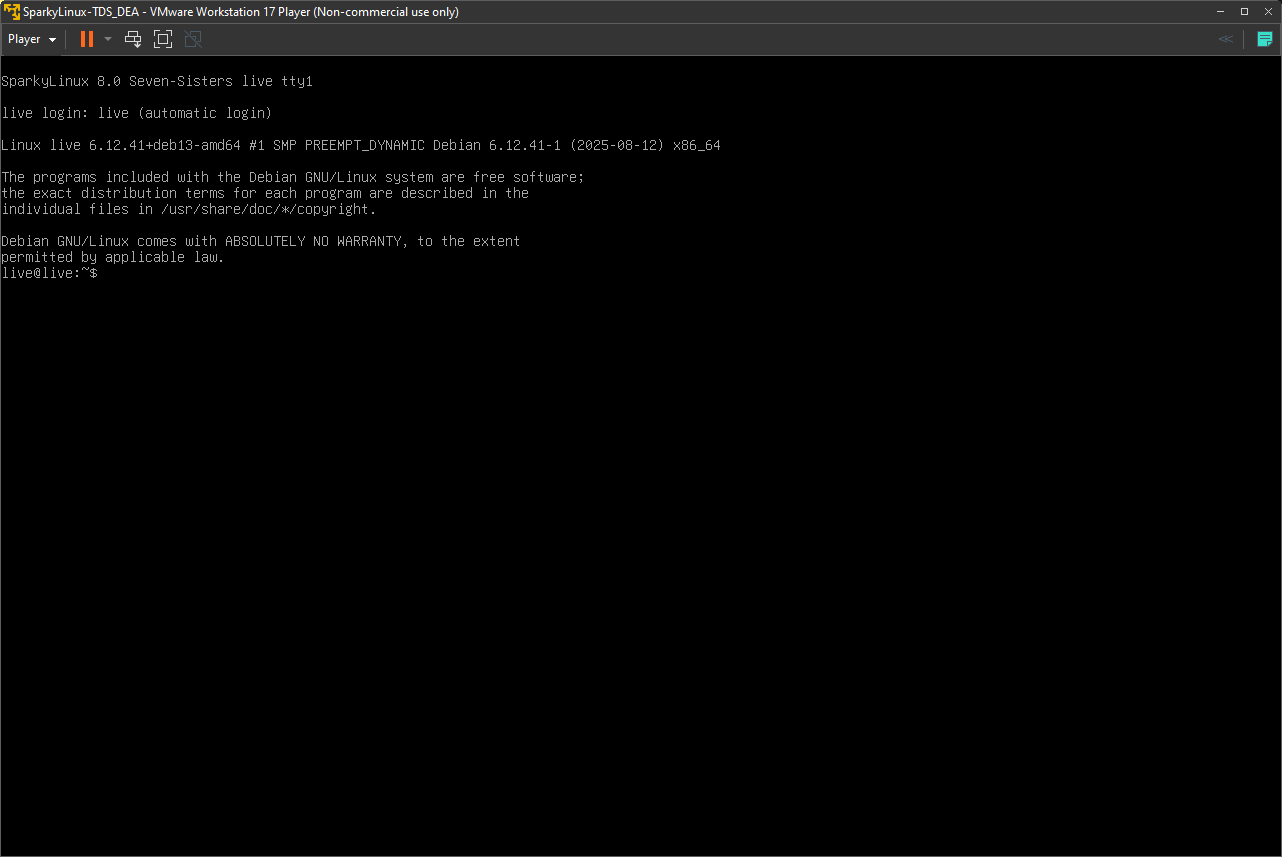 SparkyLinux-TDS_DEA - VMware Workstation 17 Player (Non-commercial use only)
Player
SparkyLinux 8.0 Seven-Sisters live tty1
live login: live (automatic login)
Linux live 6.12.41+deb13-amd64 #1 SMP PREEMPT_DYNAMIC Debian 6.12.41-1 (2025-08-12) x86_64
The programs included with the Debian GNU/Linux system are free software;
the exact distribution terms for each program are described in the
individual files in /usr/share/doc/*/copyright.
Debian GNU/Linux comes with ABSOLUTELY NO WARRANTY, to the extent
permitted by applicable law.
live@live:~$